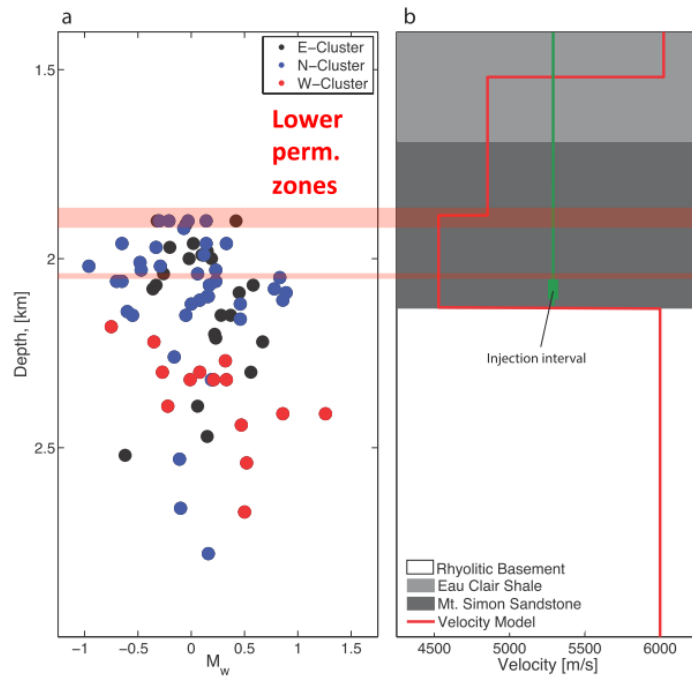 a
b
E−Cluster
N−Cluster
W−Cluster
Lower
perm.
zones
1.5
2
2.5
Depth, [km]
−1 −0.5 0 0.5 1 1.5
M_w
Injection interval
Rhyolitic Basement
Eau Clair Shale
Mt. Simon Sandstone
Velocity Model
4500 5000 5500 6000
Velocity [m/s]